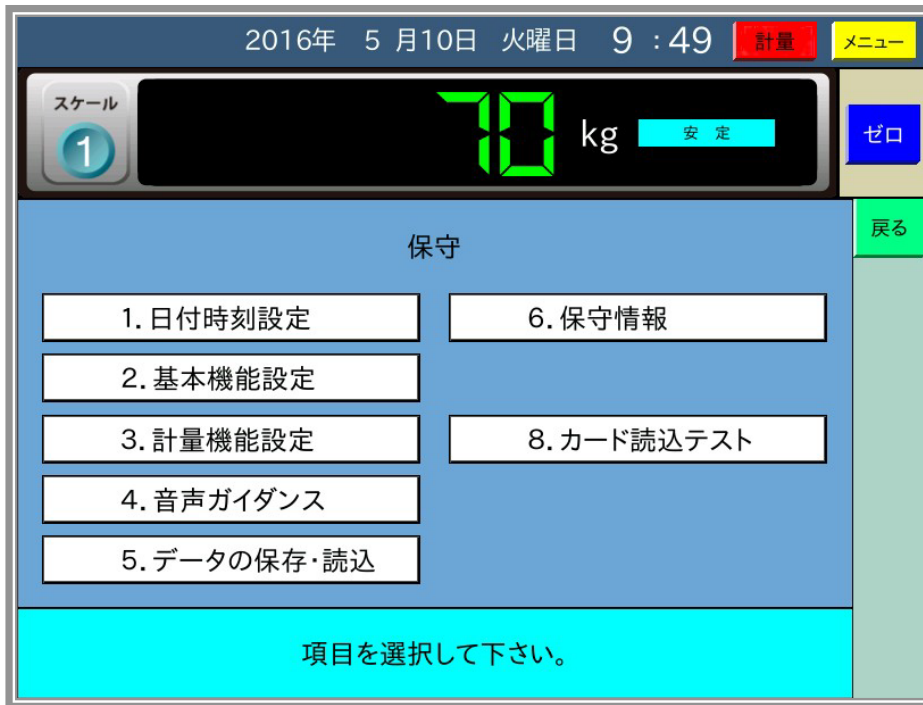 2016年 5月10日 火曜日 9:49 計量 メニュー
スケール
1
70 kg 安定
ゼロ
戻る
保守
1.日付時刻設定
2.基本機能設定
3.計量機能設定
4.音声ガイダンス
5.データの保存・読込
6.保守情報
8.カード読込テスト
項目を選択して下さい。